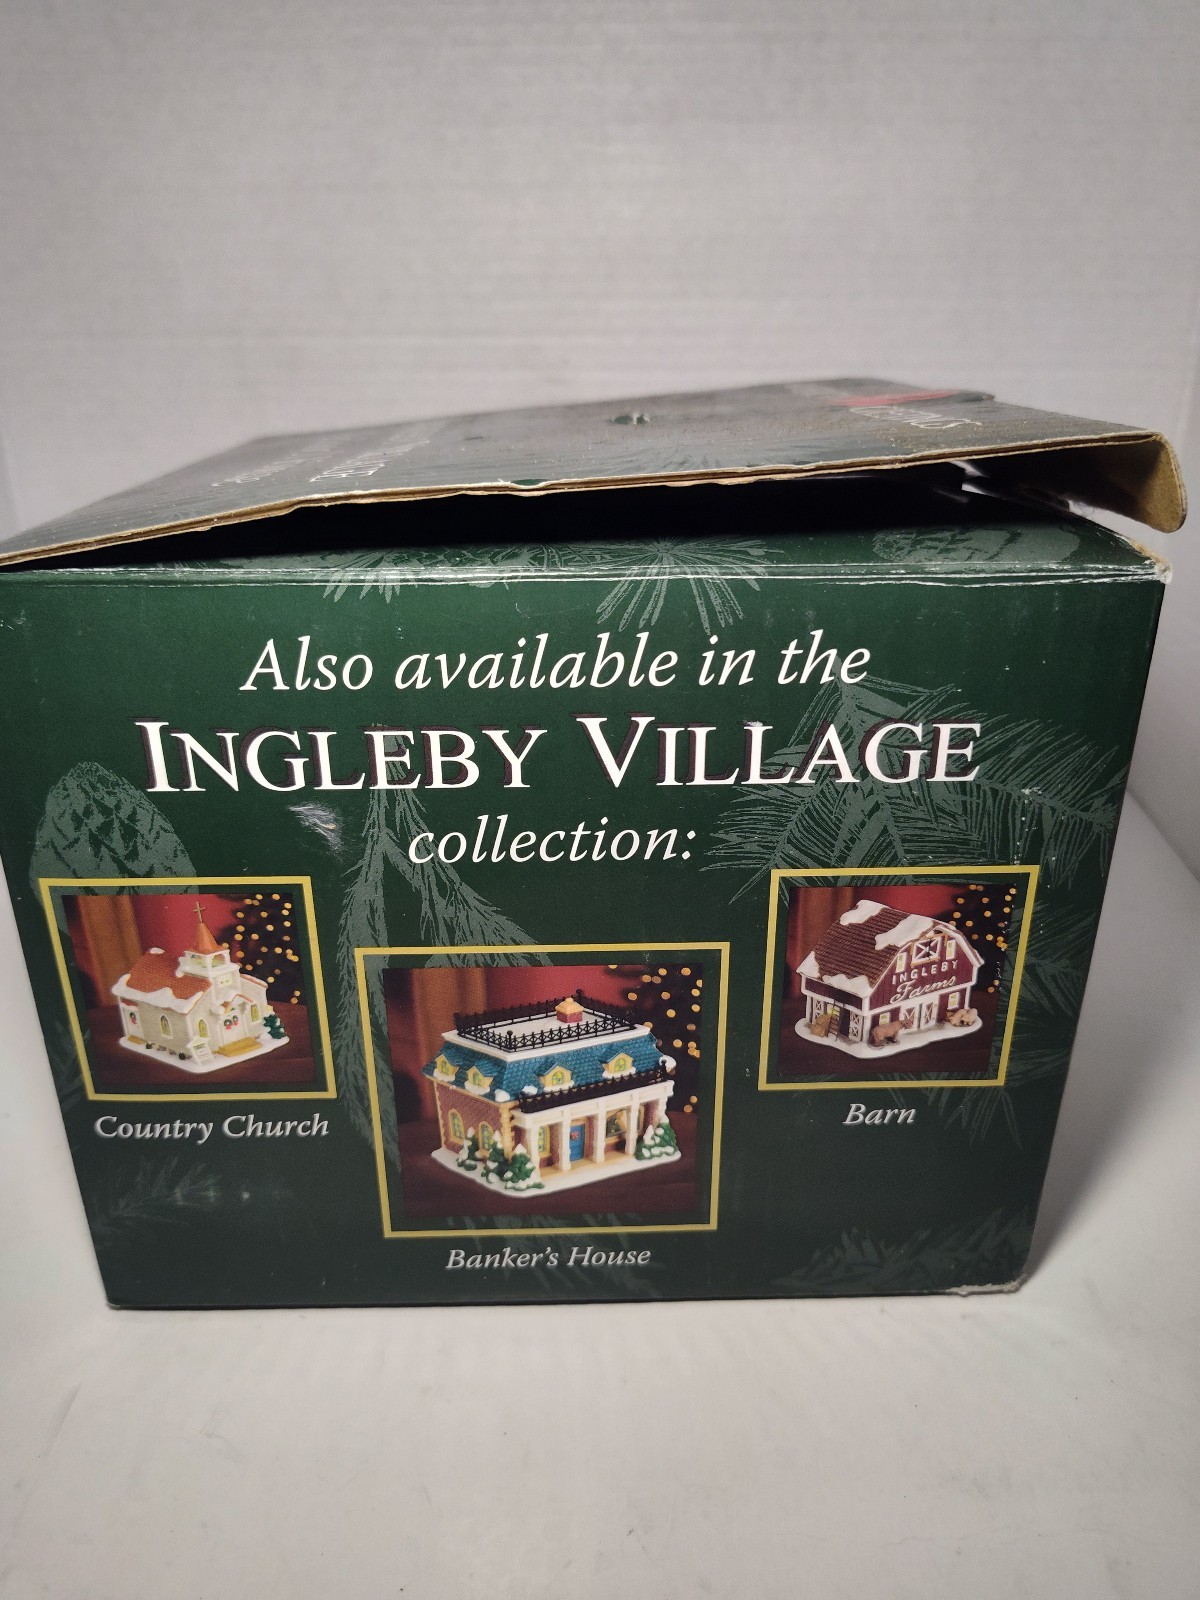 Also available in the
INGLEBY VILLAGE
collection:
INGLEBY
Farms
Country Church
Barn
Banker's House